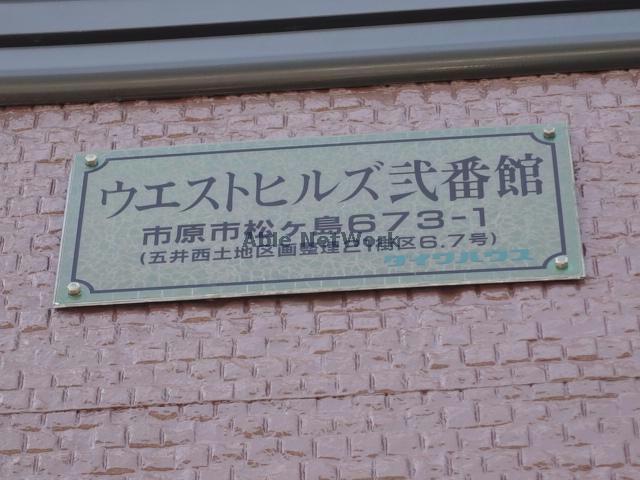 ウエストヒルズ弐番館
市原市松ケ島673-1
Able NetWork
(五井西土地区画整理21街区6.7号)
ダイワハウス